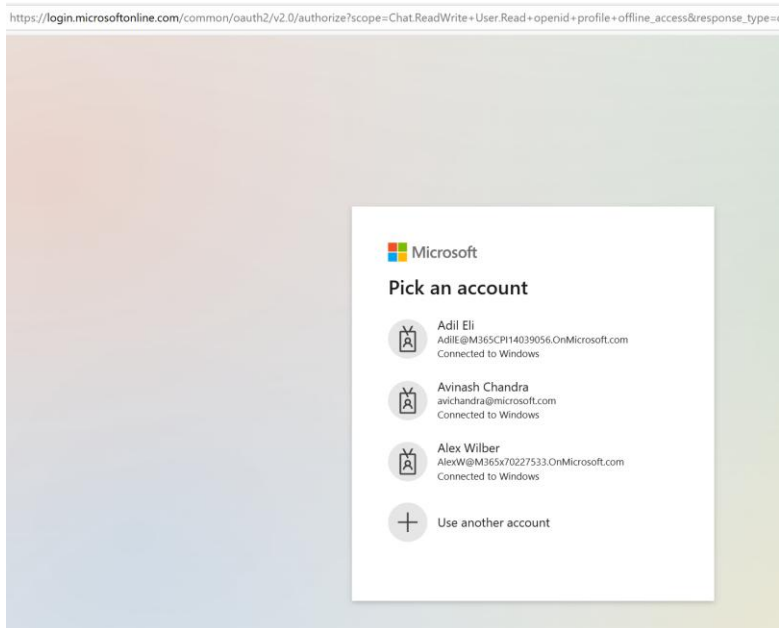 https://login.microsoftonline.com/common/oauth2/v2.0/authorize?scope=Chat.ReadWrite+User.Read+openid+profile+offline_access&response_type=
Microsoft
Pick an account
Adil Eli
AdilE@M365CPI14039056.OnMicrosoft.com
Connected to Windows
Avinash Chandra
avichandra@microsoft.com
Connected to Windows
Alex Wilber
AlexW@M365x70227533.OnMicrosoft.com
Connected to Windows
Use another account